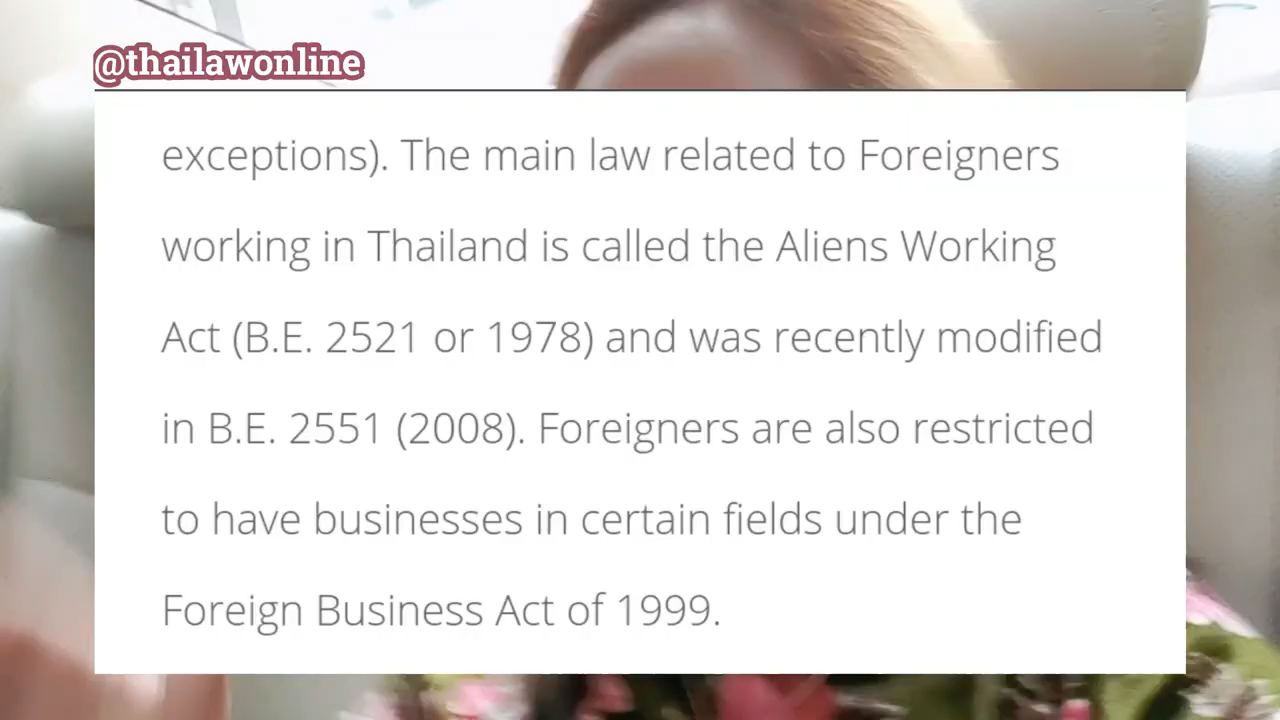 @thailawonline
exceptions). The main law related to Foreigners
working in Thailand is called the Aliens Working
Act (B.E. 2521 or 1978) and was recently modified
in B.E. 2551 (2008). Foreigners are also restricted
to have businesses in certain fields under the
Foreign Business Act of 1999.